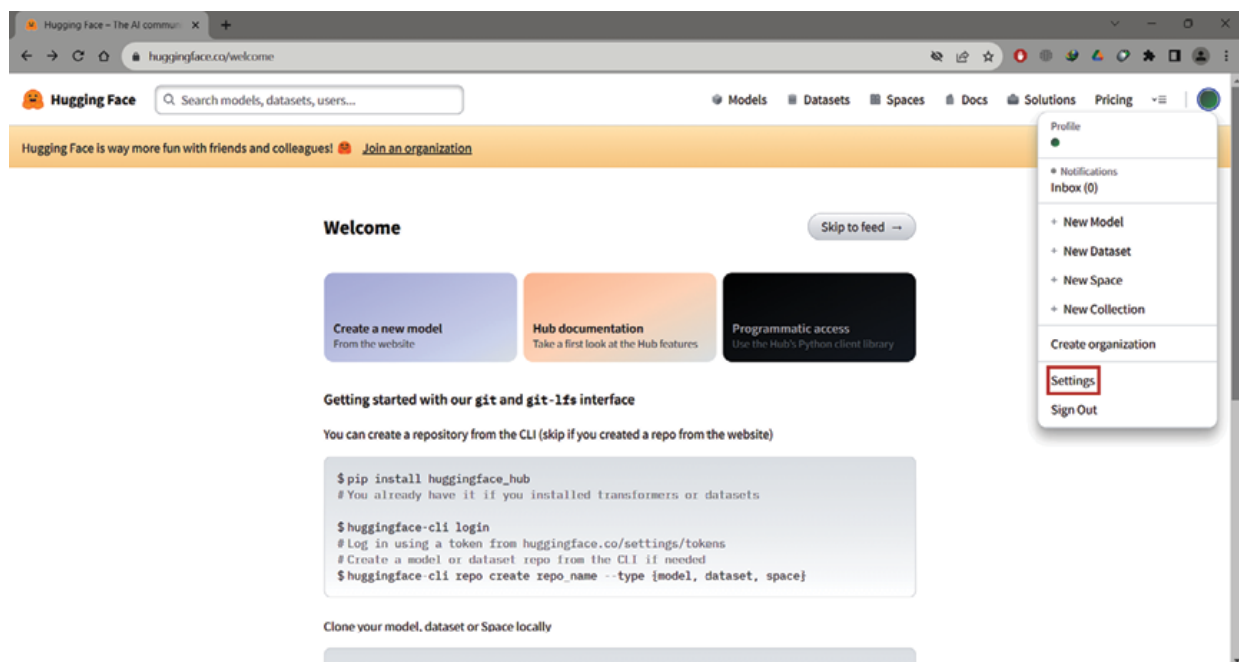 Hugging Face – The AI commun
huggingface.co/welcome
Hugging Face
Search models, datasets, users...
Models
Datasets
Spaces
Docs
Solutions
Pricing
Hugging Face is way more fun with friends and colleagues! Join an organization
Profile
Notifications
Inbox (0)
+ New Model
+ New Dataset
+ New Space
+ New Collection
Create organization
Settings
Sign Out
Welcome
Skip to feed →
Create a new model
From the website
Hub documentation
Take a first look at the Hub features
Programmatic access
Use the Hub's Python client library
Getting started with our git and git-lfs interface
You can create a repository from the CLI (skip if you created a repo from the website)
$ pip install huggingface_hub
# You already have it if you installed transformers or datasets
$ huggingface-cli login
# Log in using a token from huggingface.co/settings/tokens
# Create a model or dataset repo from the CLI if needed
$ huggingface-cli repo create repo_name --type {model, dataset, space}
Clone your model, dataset or Space locally